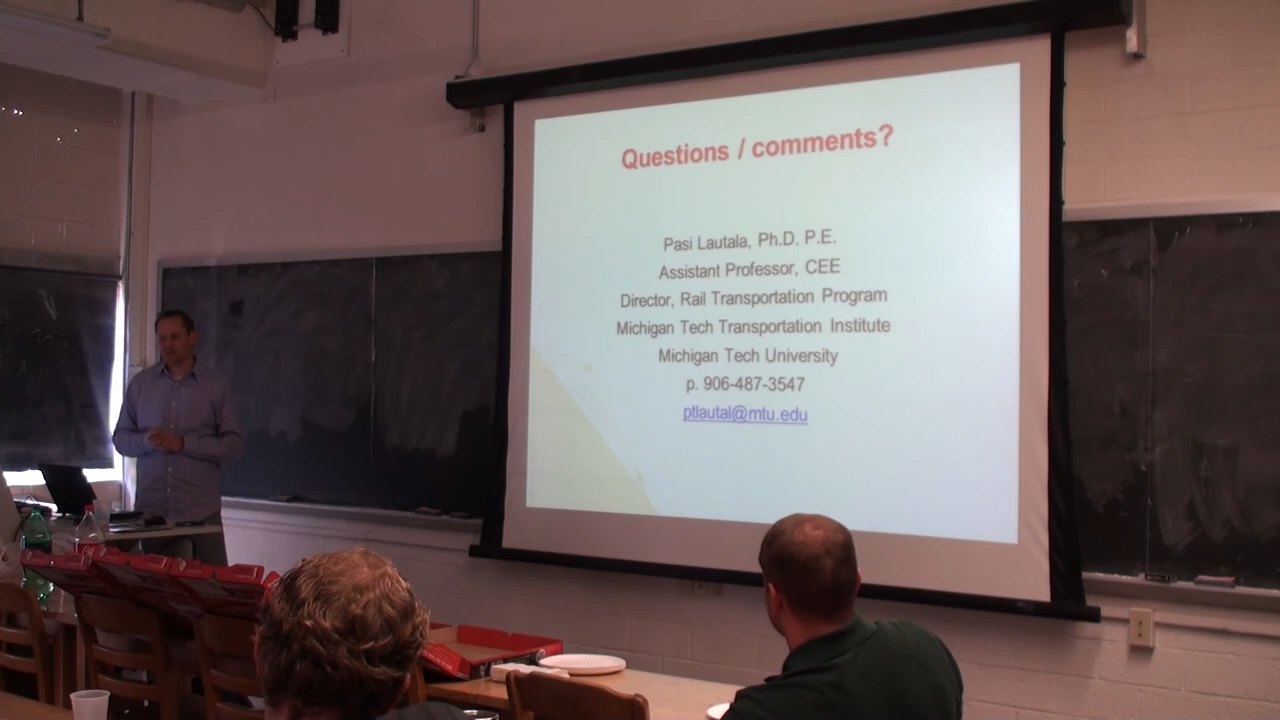 Questions / comments?
Pasi Lautala, Ph.D. P.E.
Assistant Professor, CEE
Director, Rail Transportation Program
Michigan Tech Transportation Institute
Michigan Tech University
p. 906-487-3547
ptlautal@mtu.edu